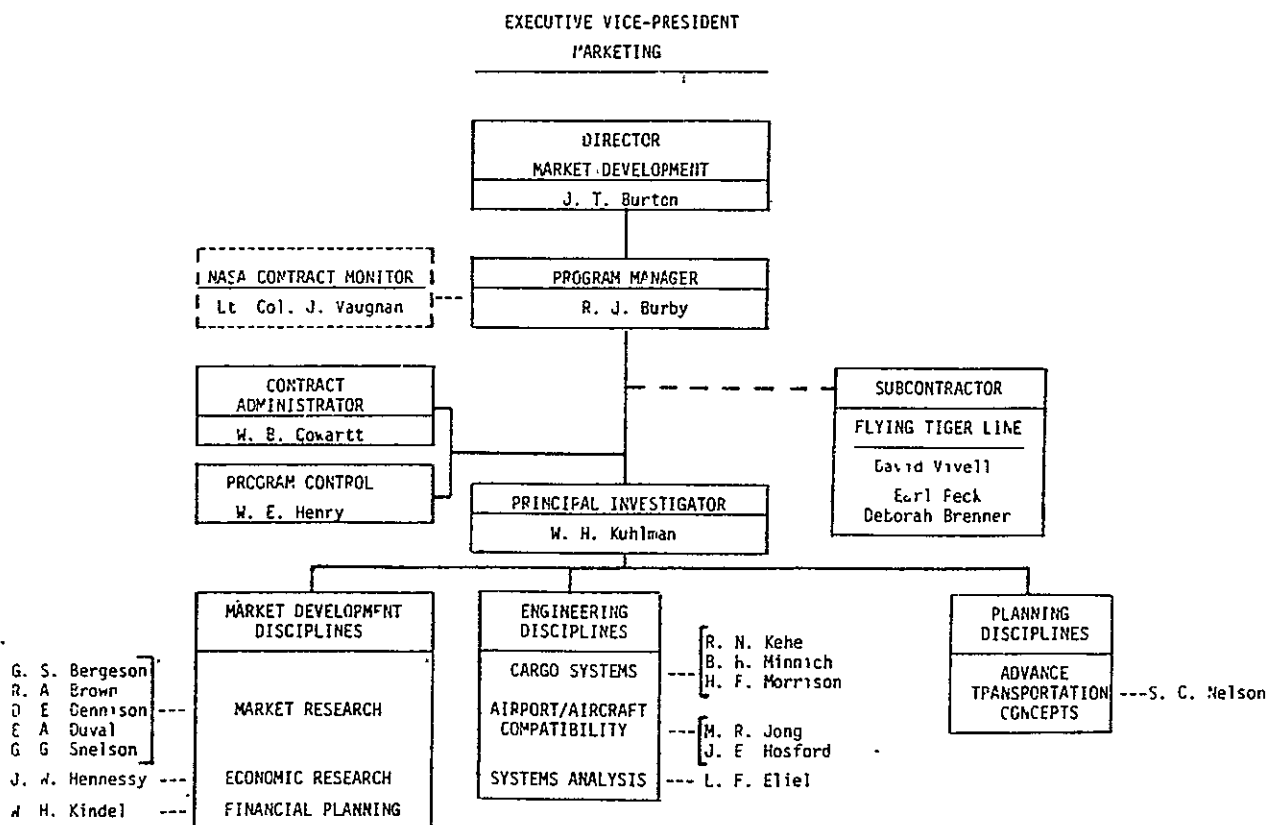 EXECUTIVE VICE-PRESIDENT
MARKETING
DIRECTOR
MARKET DEVELOPMENT
J. T. Burton
NASA CONTRACT MONITOR
Lt Col. J. Vaugnan
PROGRAM MANAGER
R. J. Burby
CONTRACT
ADMINISTRATOR
W. B. Cowartt
PROGRAM CONTROL
W. E. Henry
SUBCONTRACTOR
FLYING TIGER LINE
David Vivell
Earl Feck
Deborah Brenner
PRINCIPAL INVESTIGATOR
W. H. Kuhlman
MARKET DEVELOPMENT
DISCIPLINES
G. S. Bergeson
R. A Brown
D E Dennison
E A Duval
G G Snelson
MARKET RESEARCH
J. W. Hennessy
ECONOMIC RESEARCH
W H. Kindel
FINANCIAL PLANNING
ENGINEERING
DISCIPLINES
CARGO SYSTEMS
R. N. Kehe
B. R. Minnich
H. F. Morrison
AIRPORT/AIRCRAFT
COMPATIBILITY
M. R. Jong
J. E Hosford
SYSTEMS ANALYSIS
L. F. Eliel
PLANNING
DISCIPLINES
ADVANCE
TRANSPORTATION
CONCEPTS
S. C. Nelson